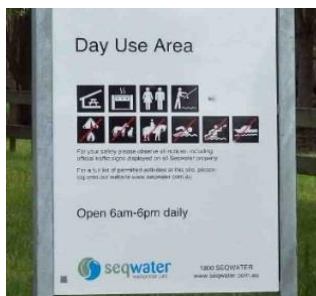 Day Use Area
For your safety please observe all notices, including
official traffic signs displayed on all Seqwater property.
For a full list of permitted activities at this site, please
log onto our website www.seqwater.com.au
Open 6am-6pm daily
seqwater
1800 SEQWATER
www.seqwater.com.au